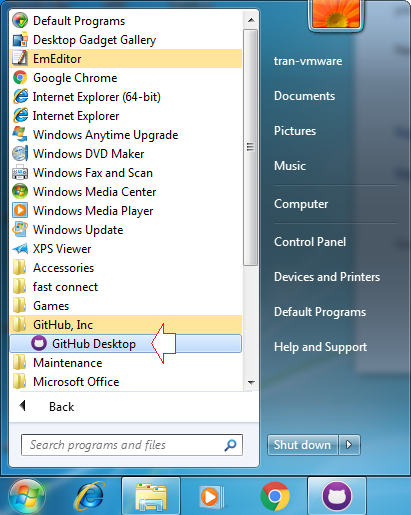 Default Programs
Desktop Gadget Gallery
EmEditor
Google Chrome
Internet Explorer (64-bit)
Internet Explorer
Windows Anytime Upgrade
Windows DVD Maker
Windows Fax and Scan
Windows Media Center
Windows Media Player
Windows Update
XPS Viewer
Accessories
fast connect
Games
GitHub, Inc
GitHub Desktop
Maintenance
Microsoft Office
Back
Search programs and files
tran-vmware
Documents
Pictures
Music
Computer
Control Panel
Devices and Printers
Default Programs
Help and Support
Shut down